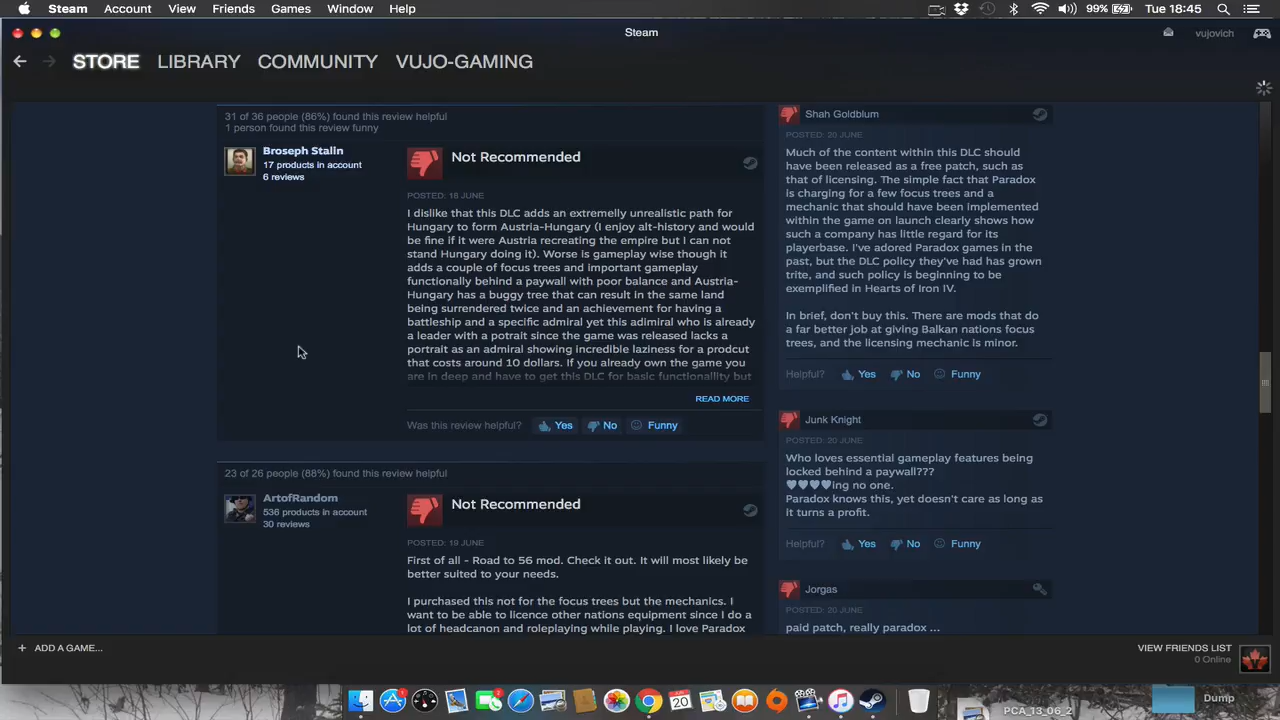 Steam Account View Friends Games Window Help 99% Tue 18:45
Steam
vujovich
STORE LIBRARY COMMUNITY VUJO-GAMING
31 of 36 people (86%) found this review helpful
1 person found this review funny
Broseph Stalin
17 products in account
6 reviews
Not Recommended
POSTED: 16 JUNE
I dislike that this DLC adds an extremelly unrealistic path for
Hungary to form Austria-Hungary (I enjoy alt-history and would
be fine if it were Austria recreating the empire but I can not
stand Hungary doing it). Worse is gameplay wise though it
adds a couple of focus trees and important gameplay
functionally behind a paywall with poor balance and Austria-
Hungary has a buggy tree that can result in the same land
being surrendered twice and an achievement for having a
battleship and a specific admiral yet this adimiral who is already
a leader with a potrait since the game was released lacks a
portrait as an admiral showing incredible laziness for a prodcut
that costs around 10 dollars. If you already own the game you
are in deep and have to get this DLC for basic functionallity but
READ MORE
Was this review helpful? Yes No Funny
23 of 26 people (88%) found this review helpful
ArtofRandom
536 products in account
30 reviews
Not Recommended
POSTED: 19 JUNE
First of all - Road to 56 mod. Check it out. It will most likely be
better suited to your needs.
I purchased this not for the focus trees but the mechanics. I
want to be able to licence other nations equipment since I do a
lot of headcanon and roleplaying while playing. I love Paradox
Shah Goldblum
POSTED: 20 JUNE
Much of the content within this DLC should
have been released as a free patch, such as
that of licensing. The simple fact that Paradox
is charging for a few focus trees and a
mechanic that should have been implemented
within the game on launch clearly shows how
such a company has little regard for its
playerbase. I've adored Paradox games in the
past, but the DLC policy they've had has grown
trite, and such policy is beginning to be
exemplified in Hearts of Iron IV.
In brief, don't buy this. There are mods that do
a far better job at giving Balkan nations focus
trees, and the licensing mechanic is minor.
Helpful? Yes No Funny
Junk Knight
POSTED: 20 JUNE
Who loves essential gameplay features being
locked behind a paywall???
♥♥♥♥ing no one.
Paradox knows this, yet doesn't care as long as
it turns a profit.
Helpful? Yes No Funny
Jorgas
POSTED: 20 JUNE
paid patch, really paradox ...
+ ADD A GAME...
VIEW FRIENDS LIST
0 Online
20
PCA_13_06_2
Dump